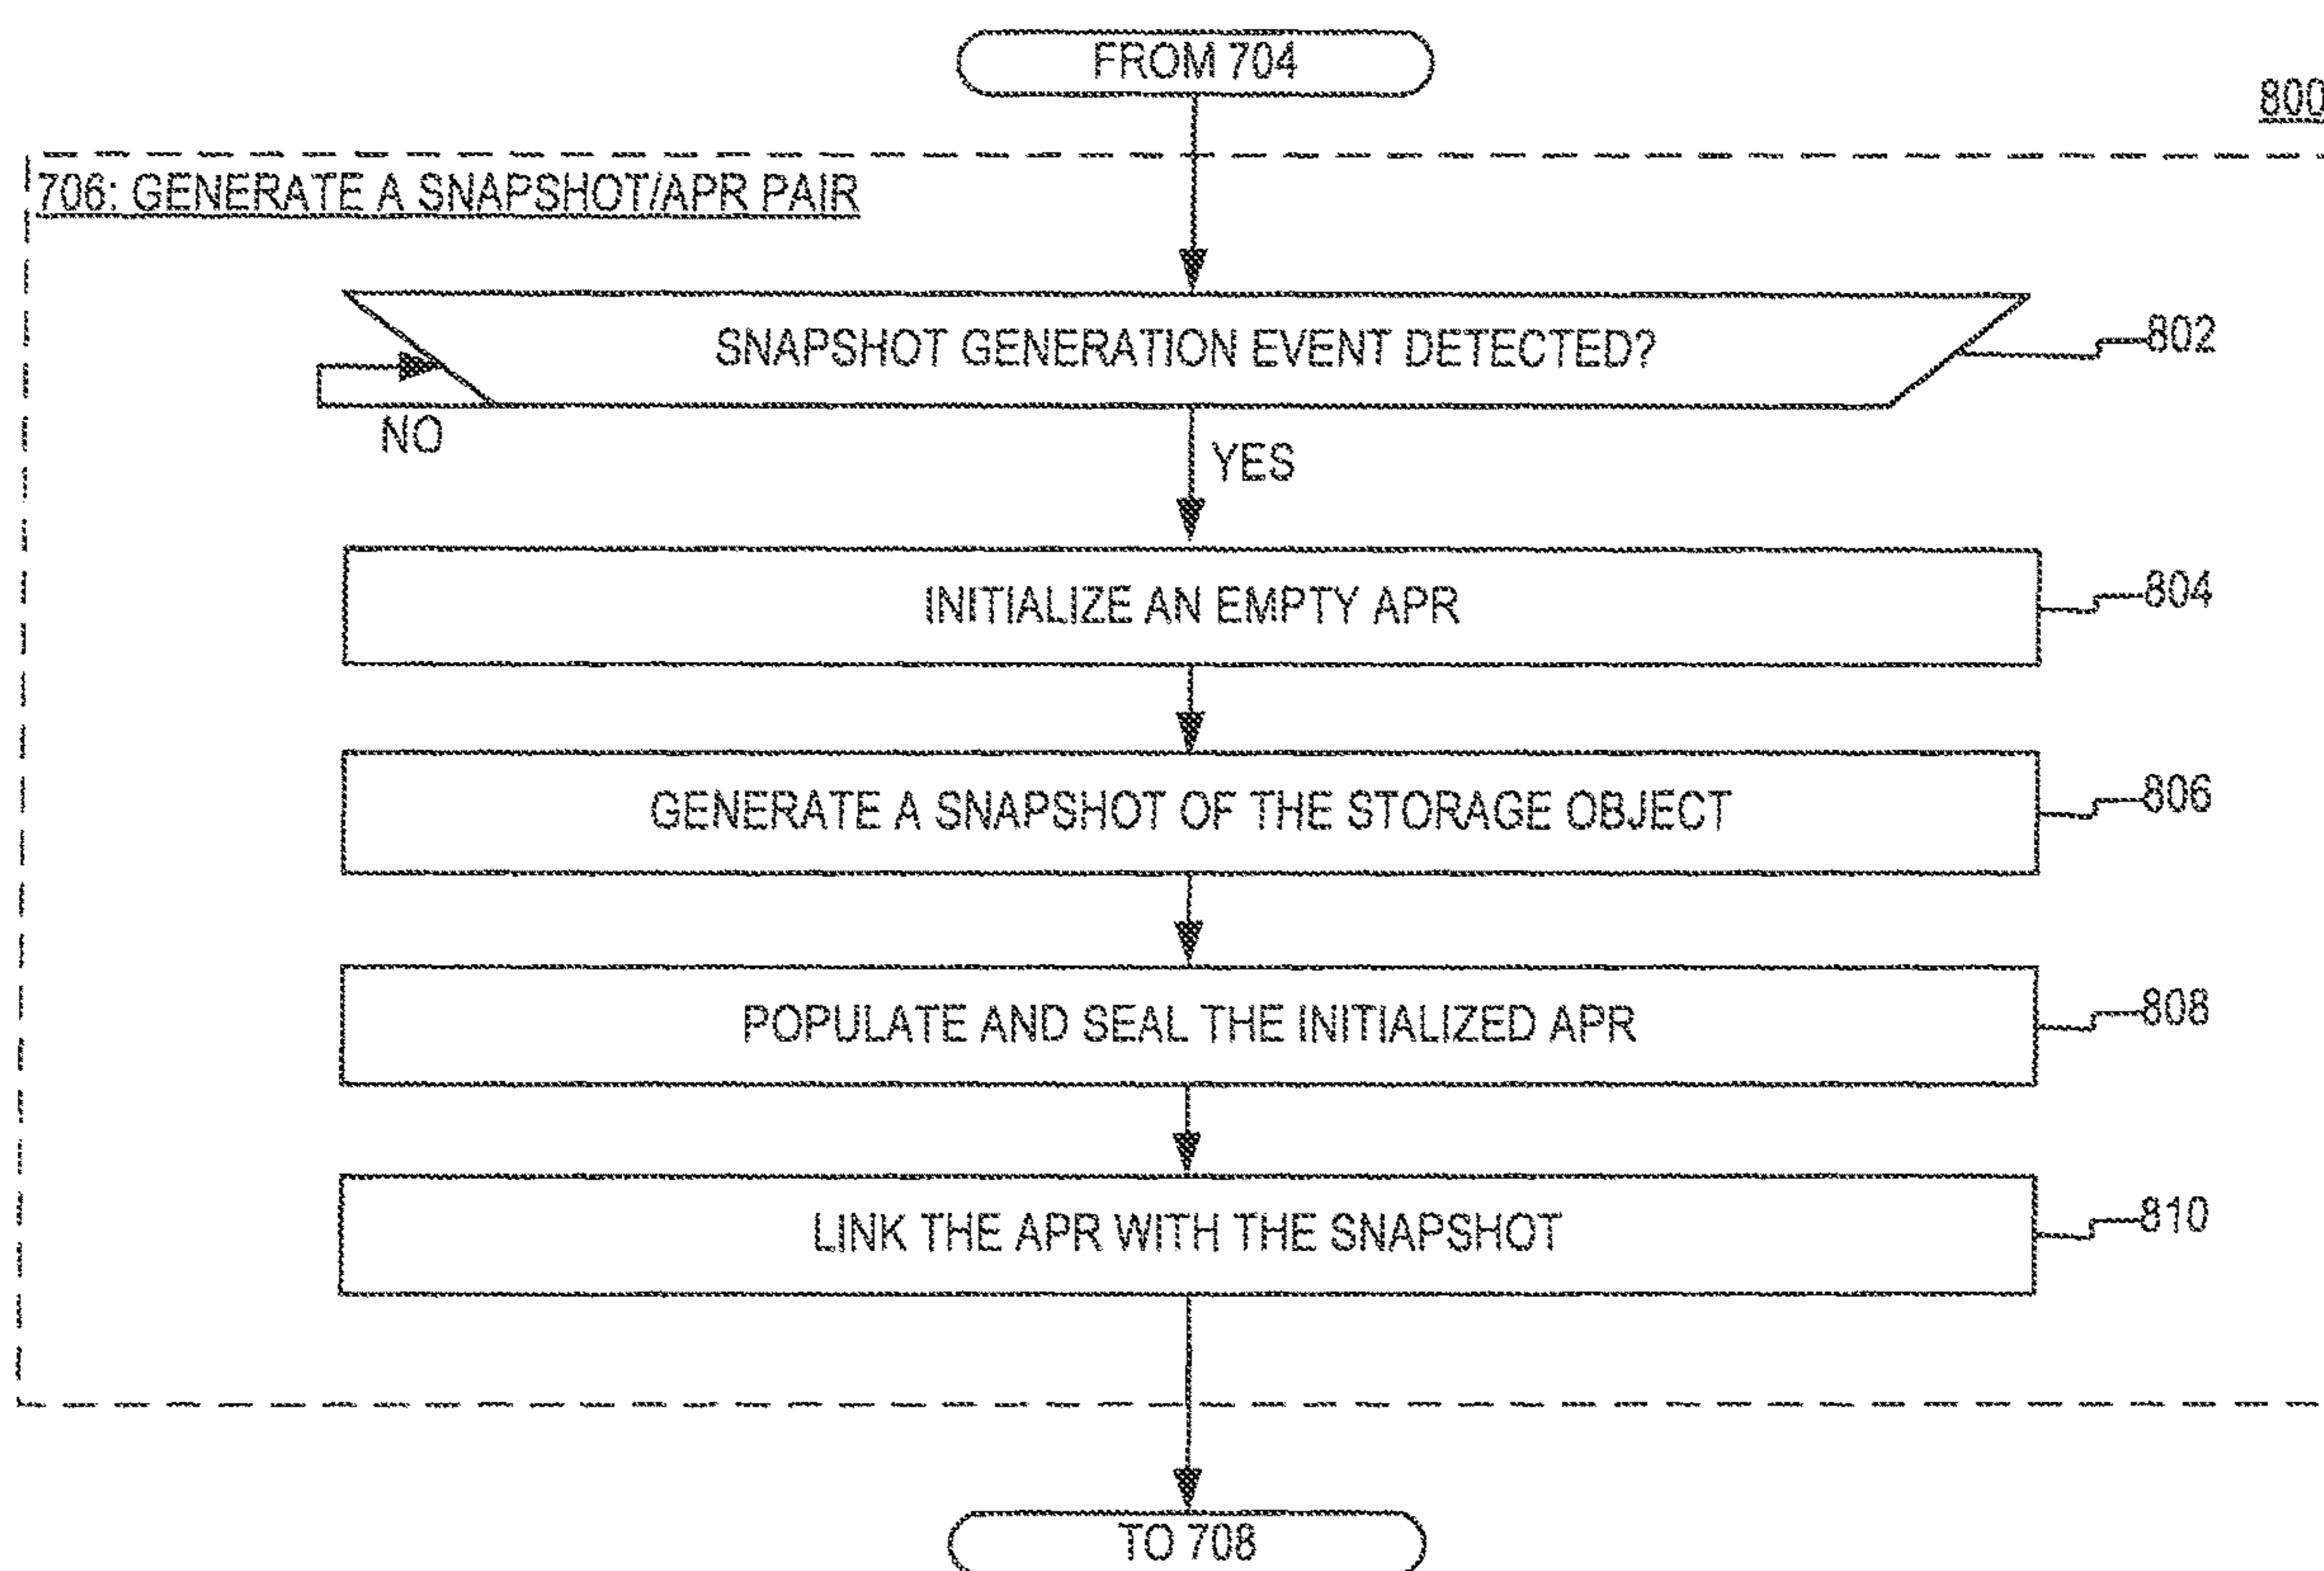 FROM 704
800
706: GENERATE A SNAPSHOT/APR PAIR
SNAPSHOT GENERATION EVENT DETECTED?
802
NO
YES
INITIALIZE AN EMPTY APR
804
GENERATE A SNAPSHOT OF THE STORAGE OBJECT
806
POPULATE AND SEAL THE INITIALIZED APR
808
LINK THE APR WITH THE SNAPSHOT
810
TO 708